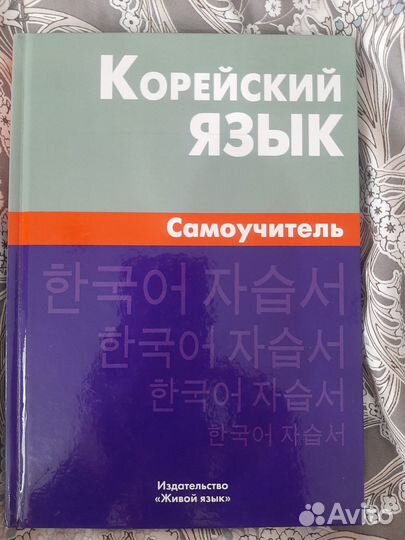 Корейский
язык
Самоучитель
한국어 자습서
한국어 자습서
한국어 자습서
한국어 자습서
Издательство
«Живой язык»
Avito